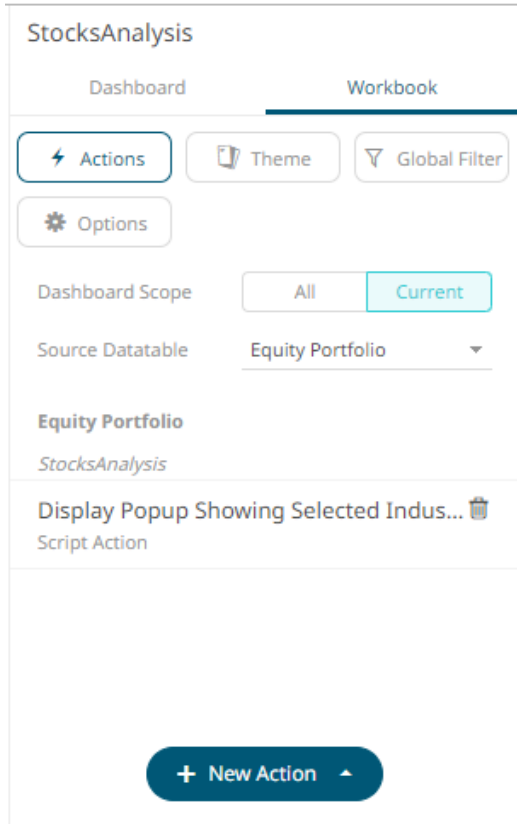 StocksAnalysis
Dashboard Workbook
Actions Theme Global Filter
Options
Dashboard Scope All Current
Source Datatable Equity Portfolio
Equity Portfolio
StocksAnalysis
Display Popup Showing Selected Indus...
Script Action
+ New Action